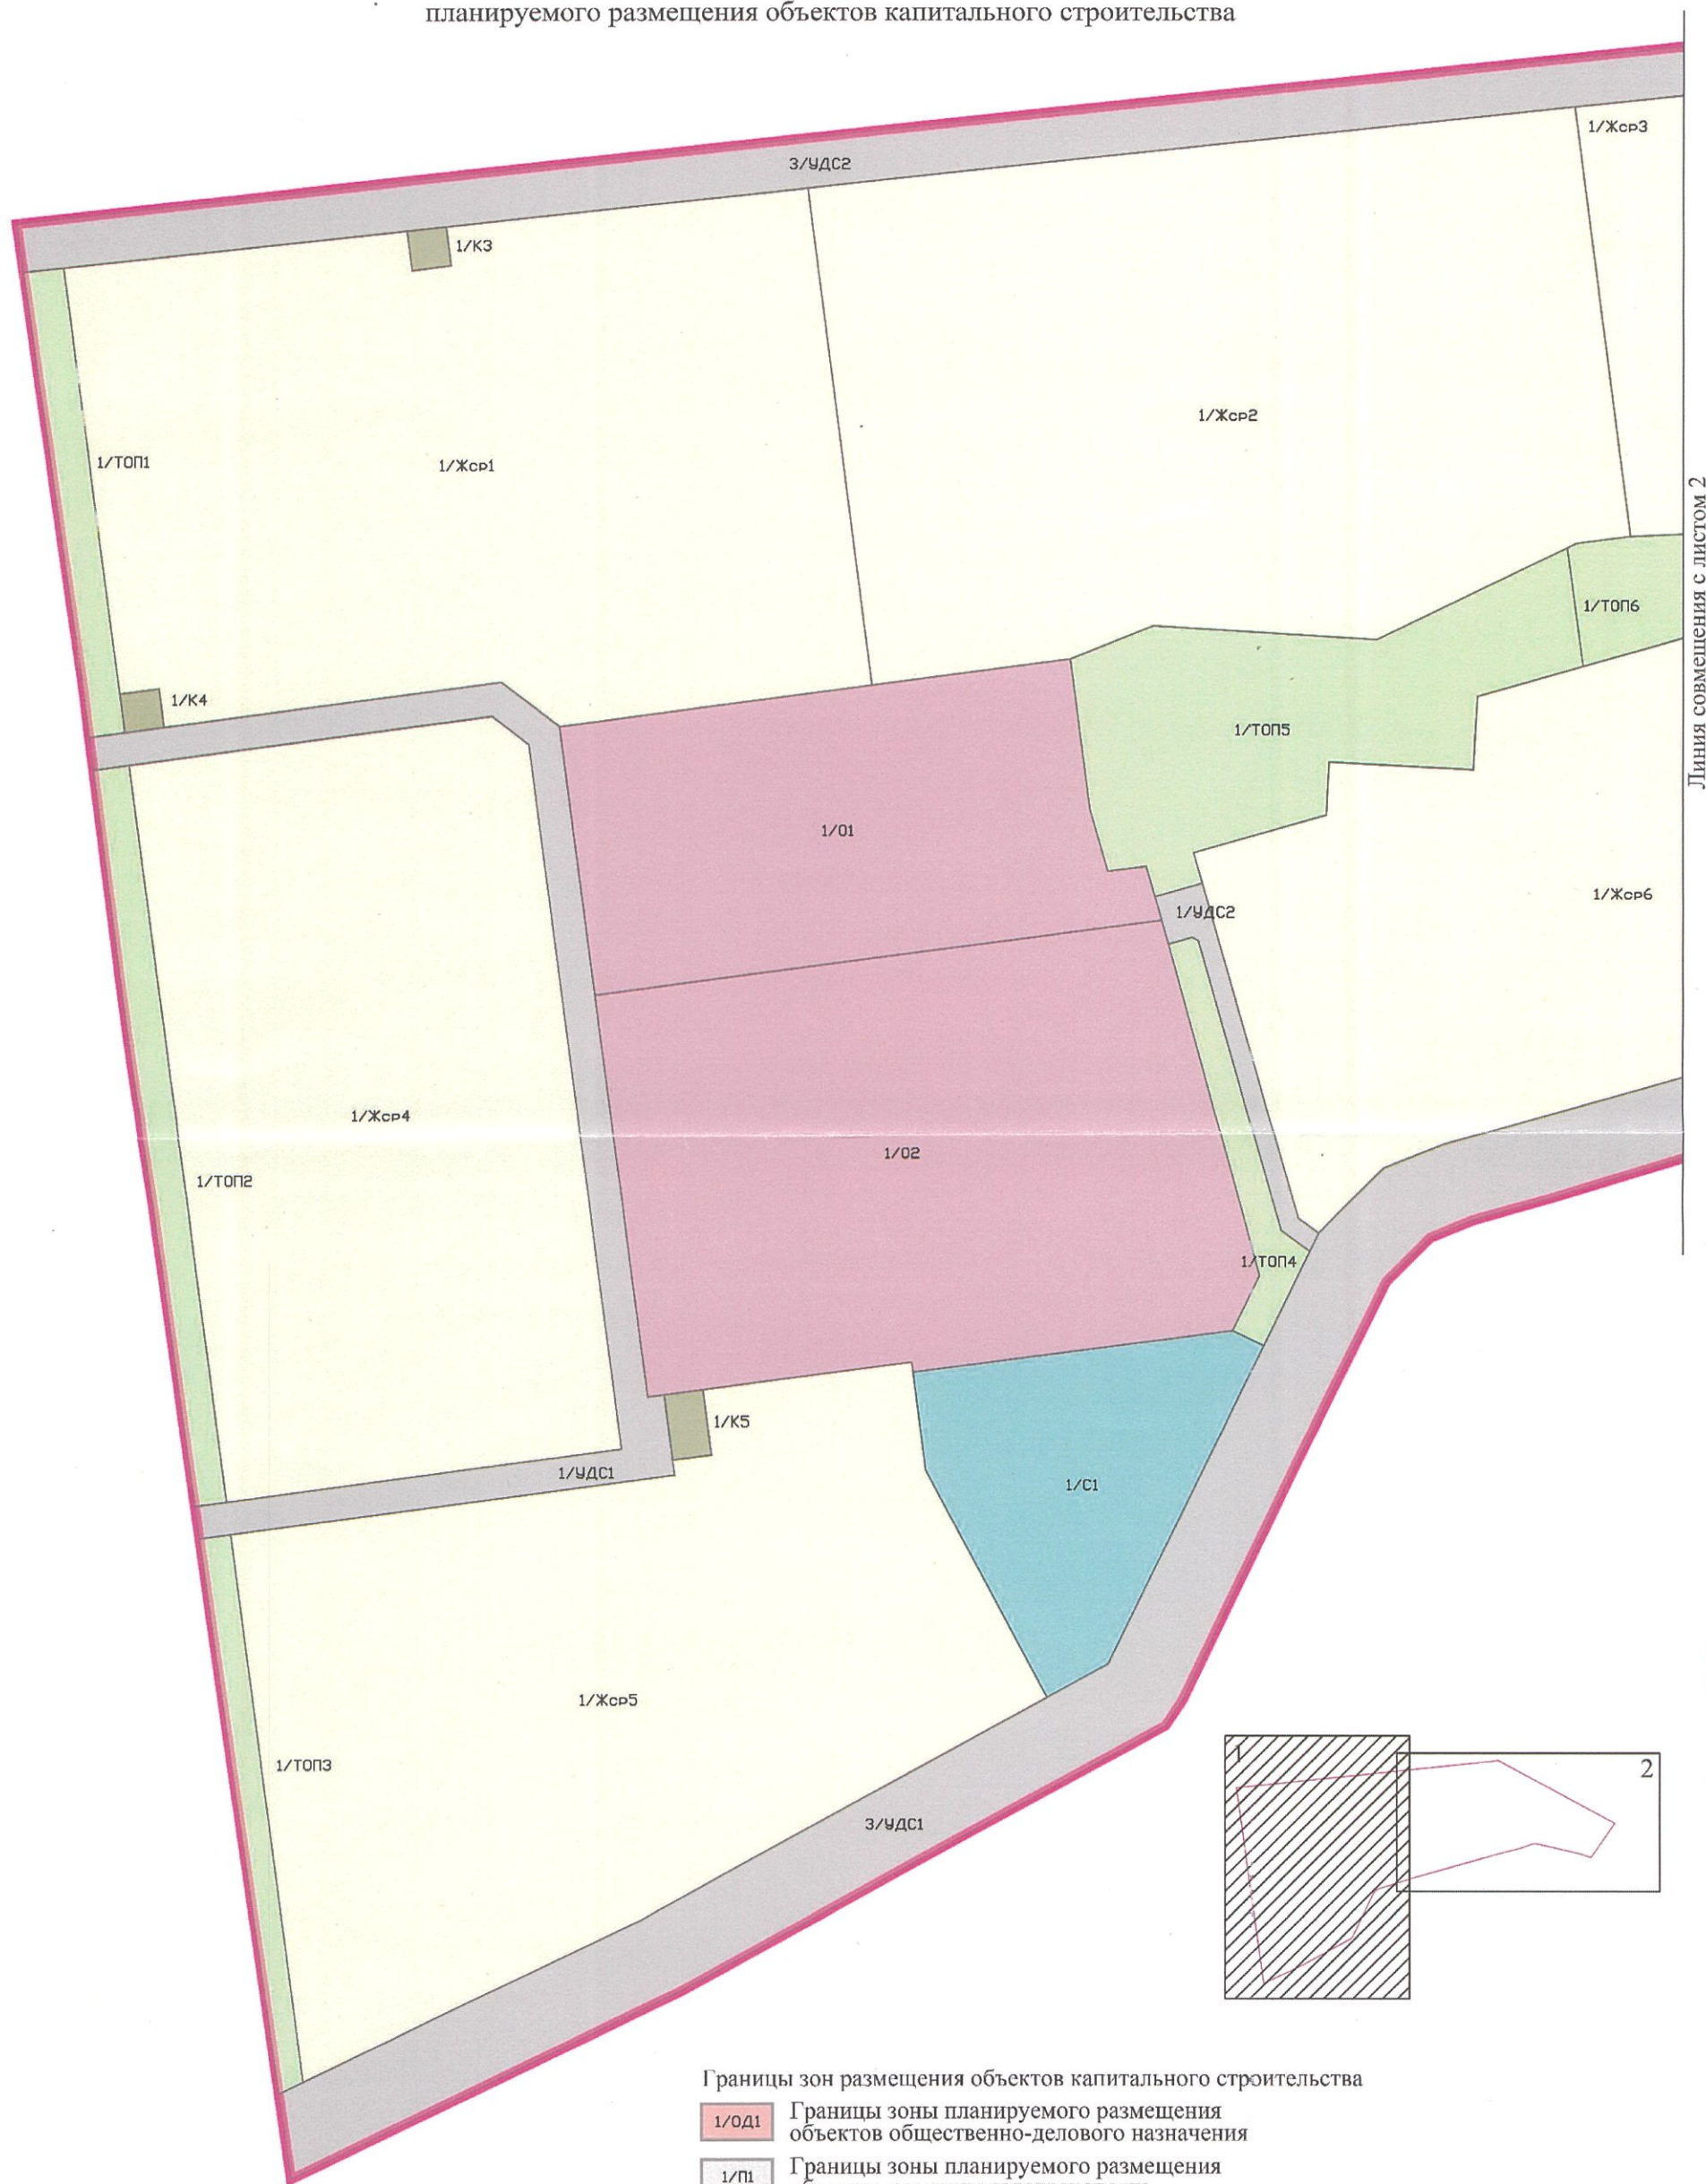 планируемого размещения объектов капитального строительства
1/Жср3
3/УДС2
1/К3
1/Жср2
1/ТОП1
1/Жср1
Линия совмещения с листом 2
1/ТОП6
1/К4
1/ТОП5
1/О1
1/Жср6
1/УДС2
1/Жср4
1/О2
1/ТОП2
1/ТОП4
1/К5
1/УДС1
1/С1
1/Жср5
1/ТОП3
1
2
3/УДС1
Границы зон размещения объектов капитального строительства
1/ОД1
Границы зоны планируемого размещения
объектов общественно-делового назначения
1/П1
Границы зоны планируемого размещения